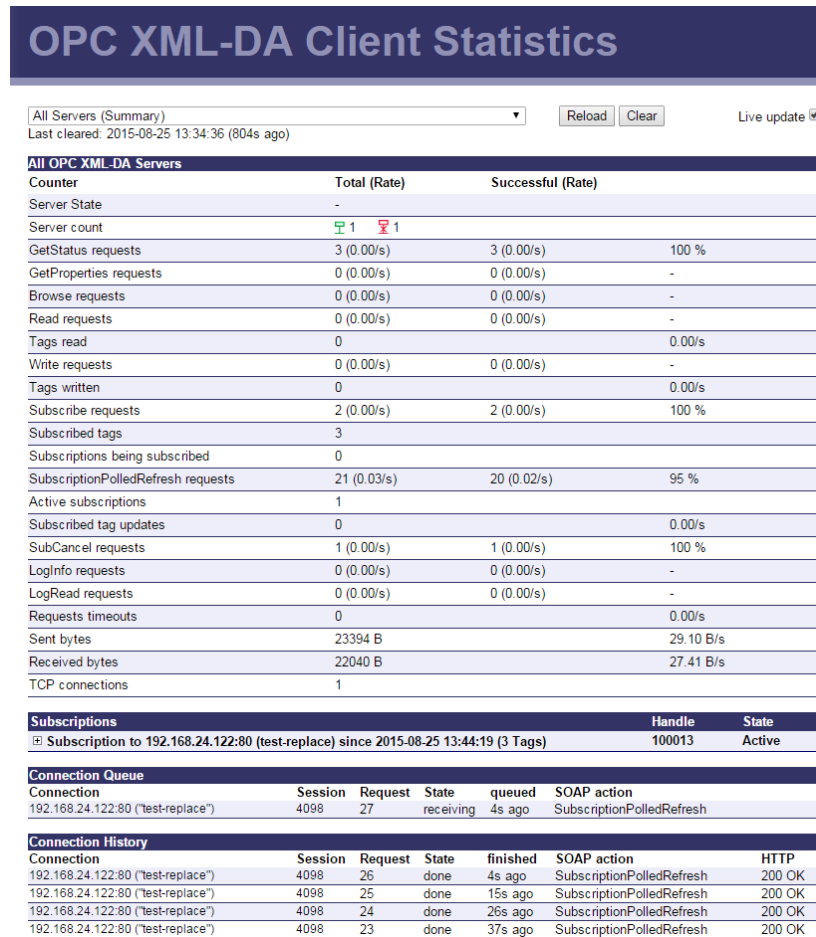 OPC XML-DA Client Statistics
All Servers (Summary) Reload Clear Live update
Last cleared: 2015-08-25 13:34:36 (804s ago)
All OPC XML-DA Servers
Counter Total (Rate) Successful (Rate)
Server State -
Server count 1 1
GetStatus requests 3 (0.00/s) 3 (0.00/s) 100 %
GetProperties requests 0 (0.00/s) 0 (0.00/s) -
Browse requests 0 (0.00/s) 0 (0.00/s) -
Read requests 0 (0.00/s) 0 (0.00/s) -
Tags read 0 0.00/s
Write requests 0 (0.00/s) 0 (0.00/s) -
Tags written 0 0.00/s
Subscribe requests 2 (0.00/s) 2 (0.00/s) 100 %
Subscribed tags 3
Subscriptions being subscribed 0
SubscriptionPolledRefresh requests 21 (0.03/s) 20 (0.02/s) 95 %
Active subscriptions 1
Subscribed tag updates 0 0.00/s
SubCancel requests 1 (0.00/s) 1 (0.00/s) 100 %
LogInfo requests 0 (0.00/s) 0 (0.00/s) -
LogRead requests 0 (0.00/s) 0 (0.00/s) -
Requests timeouts 0 0.00/s
Sent bytes 23394 B 29.10 B/s
Received bytes 22040 B 27.41 B/s
TCP connections 1
Subscriptions Handle State
Subscription to 192.168.24.122:80 (test-replace) since 2015-08-25 13:44:19 (3 Tags) 100013 Active
Connection Queue
Connection Session Request State queued SOAP action
192.168.24.122:80 ("test-replace") 4098 27 receiving 4s ago SubscriptionPolledRefresh
Connection History
Connection Session Request State finished SOAP action HTTP
192.168.24.122:80 ("test-replace") 4098 26 done 4s ago SubscriptionPolledRefresh 200 OK
192.168.24.122:80 ("test-replace") 4098 25 done 15s ago SubscriptionPolledRefresh 200 OK
192.168.24.122:80 ("test-replace") 4098 24 done 26s ago SubscriptionPolledRefresh 200 OK
192.168.24.122:80 ("test-replace") 4098 23 done 37s ago SubscriptionPolledRefresh 200 OK